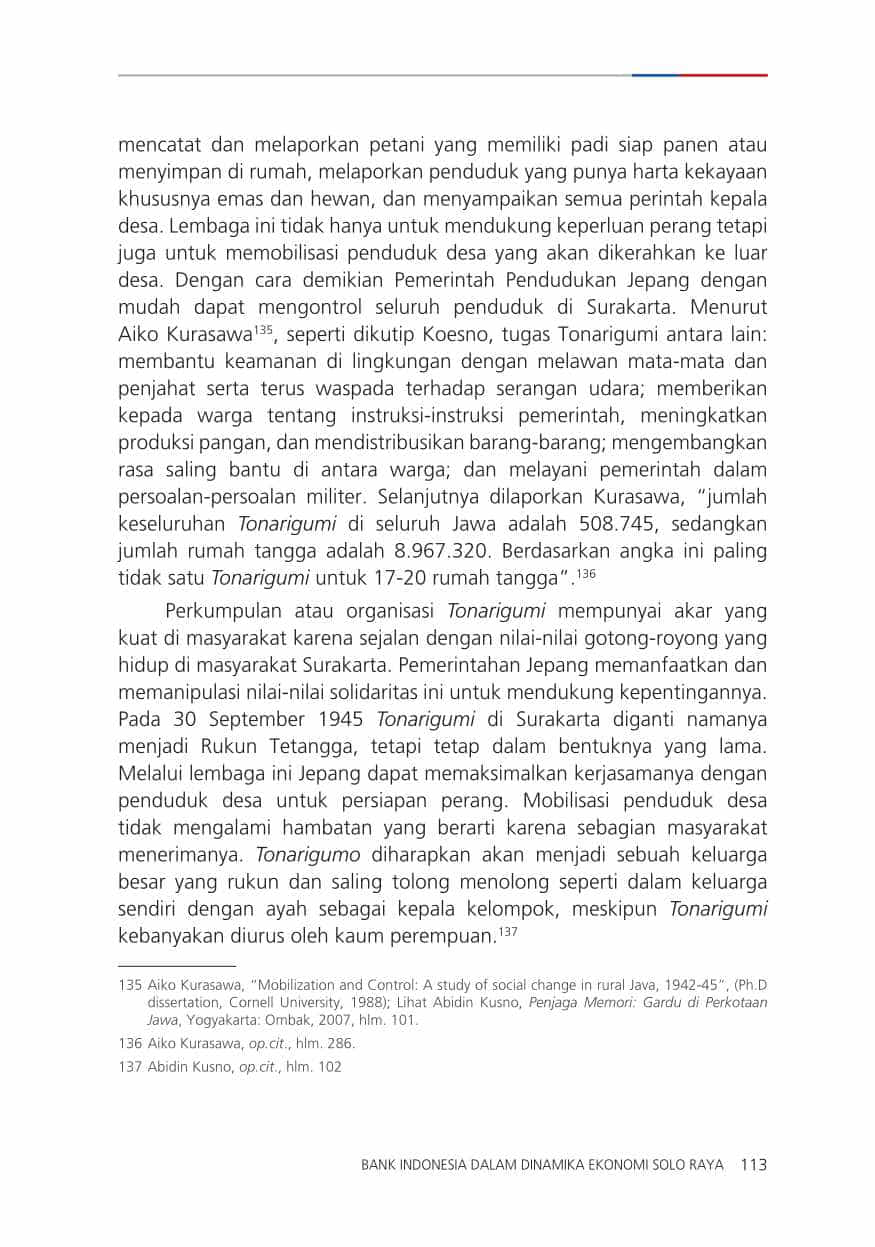 mencatat dan melaporkan petani yang memiliki padi siap panen atau
menyimpan di rumah, melaporkan penduduk yang punya harta kekayaan
khususnya emas dan hewan, dan menyampaikan semua perintah kepala
desa. Lembaga ini tidak hanya untuk mendukung keperluan perang tetapi
juga untuk memobilisasi penduduk desa yang akan dikerahkan ke luar
desa. Dengan cara demikian Pemerintah Pendudukan Jepang dengan
mudah dapat mengontrol seluruh penduduk di Surakarta. Menurut
Aiko Kurasawa135, seperti dikutip Koesno, tugas Tonarigumi antara lain:
membantu keamanan di lingkungan dengan melawan mata-mata dan
penjahat serta terus waspada terhadap serangan udara; memberikan
kepada warga tentang instruksi-instruksi pemerintah, meningkatkan
produksi pangan, dan mendistribusikan barang-barang; mengembangkan
rasa saling bantu di antara warga; dan melayani pemerintah dalam
persoalan-persoalan militer. Selanjutnya dilaporkan Kurasawa, “jumlah
keseluruhan Tonarigumi di seluruh Jawa adalah 508.745, sedangkan
jumlah rumah tangga adalah 8.967.320. Berdasarkan angka ini paling
tidak satu Tonarigumi untuk 17-20 rumah tangga”.136
Perkumpulan atau organisasi Tonarigumi mempunyai akar yang
kuat di masyarakat karena sejalan dengan nilai-nilai gotong-royong yang
hidup di masyarakat Surakarta. Pemerintahan Jepang memanfaatkan dan
memanipulasi nilai-nilai solidaritas ini untuk mendukung kepentingannya.
Pada 30 September 1945 Tonarigumi di Surakarta diganti namanya
menjadi Rukun Tetangga, tetapi tetap dalam bentuknya yang lama.
Melalui lembaga ini Jepang dapat memaksimalkan kerjasamanya dengan
penduduk desa untuk persiapan perang. Mobilisasi penduduk desa
tidak mengalami hambatan yang berarti karena sebagian masyarakat
menerimanya. Tonarigumo diharapkan akan menjadi sebuah keluarga
besar yang rukun dan saling tolong menolong seperti dalam keluarga
sendiri dengan ayah sebagai kepala kelompok, meskipun Tonarigumi
kebanyakan diurus oleh kaum perempuan.137
135 Aiko Kurasawa, “Mobilization and Control: A study of social change in rural Java, 1942-45”, (Ph.D
dissertation, Cornell University, 1988); Lihat Abidin Kusno, Penjaga Memori: Gardu di Perkotaan
Jawa, Yogyakarta: Ombak, 2007, hlm. 101.
136 Aiko Kurasawa, op.cit., hlm. 286.
137 Abidin Kusno, op.cit., hlm. 102
BANK INDONESIA DALAM DINAMIKA EKONOMI SOLO RAYA 113